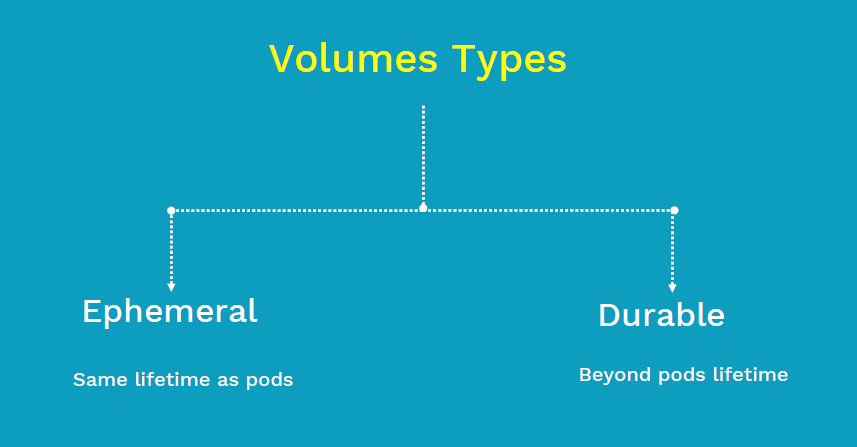 Volumes Types
Ephemeral
Same lifetime as pods
Durable
Beyond pods lifetime